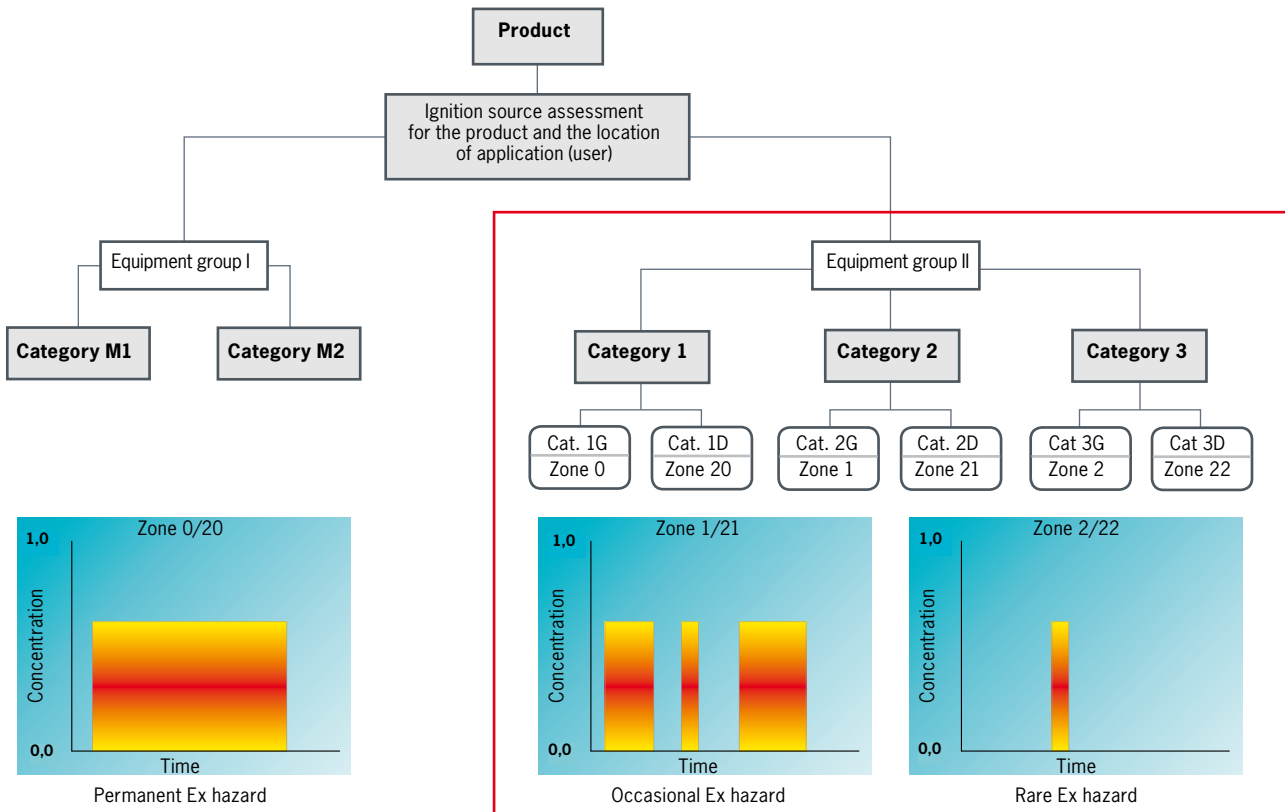 Product
Ignition source assessment
for the product and the location
of application (user)
Equipment group I
Equipment group II
Category M1
Category M2
Category 1
Category 2
Category 3
Cat. 1G
Zone 0
Cat. 1D
Zone 20
Cat. 2G
Zone 1
Cat. 2D
Zone 21
Cat 3G
Zone 2
Cat 3D
Zone 22
Zone 0/20
1,0
Concentration
0,0
Time
Permanent Ex hazard
Zone 1/21
1,0
Concentration
0,0
Time
Occasional Ex hazard
Zone 2/22
1,0
Concentration
0,0
Time
Rare Ex hazard